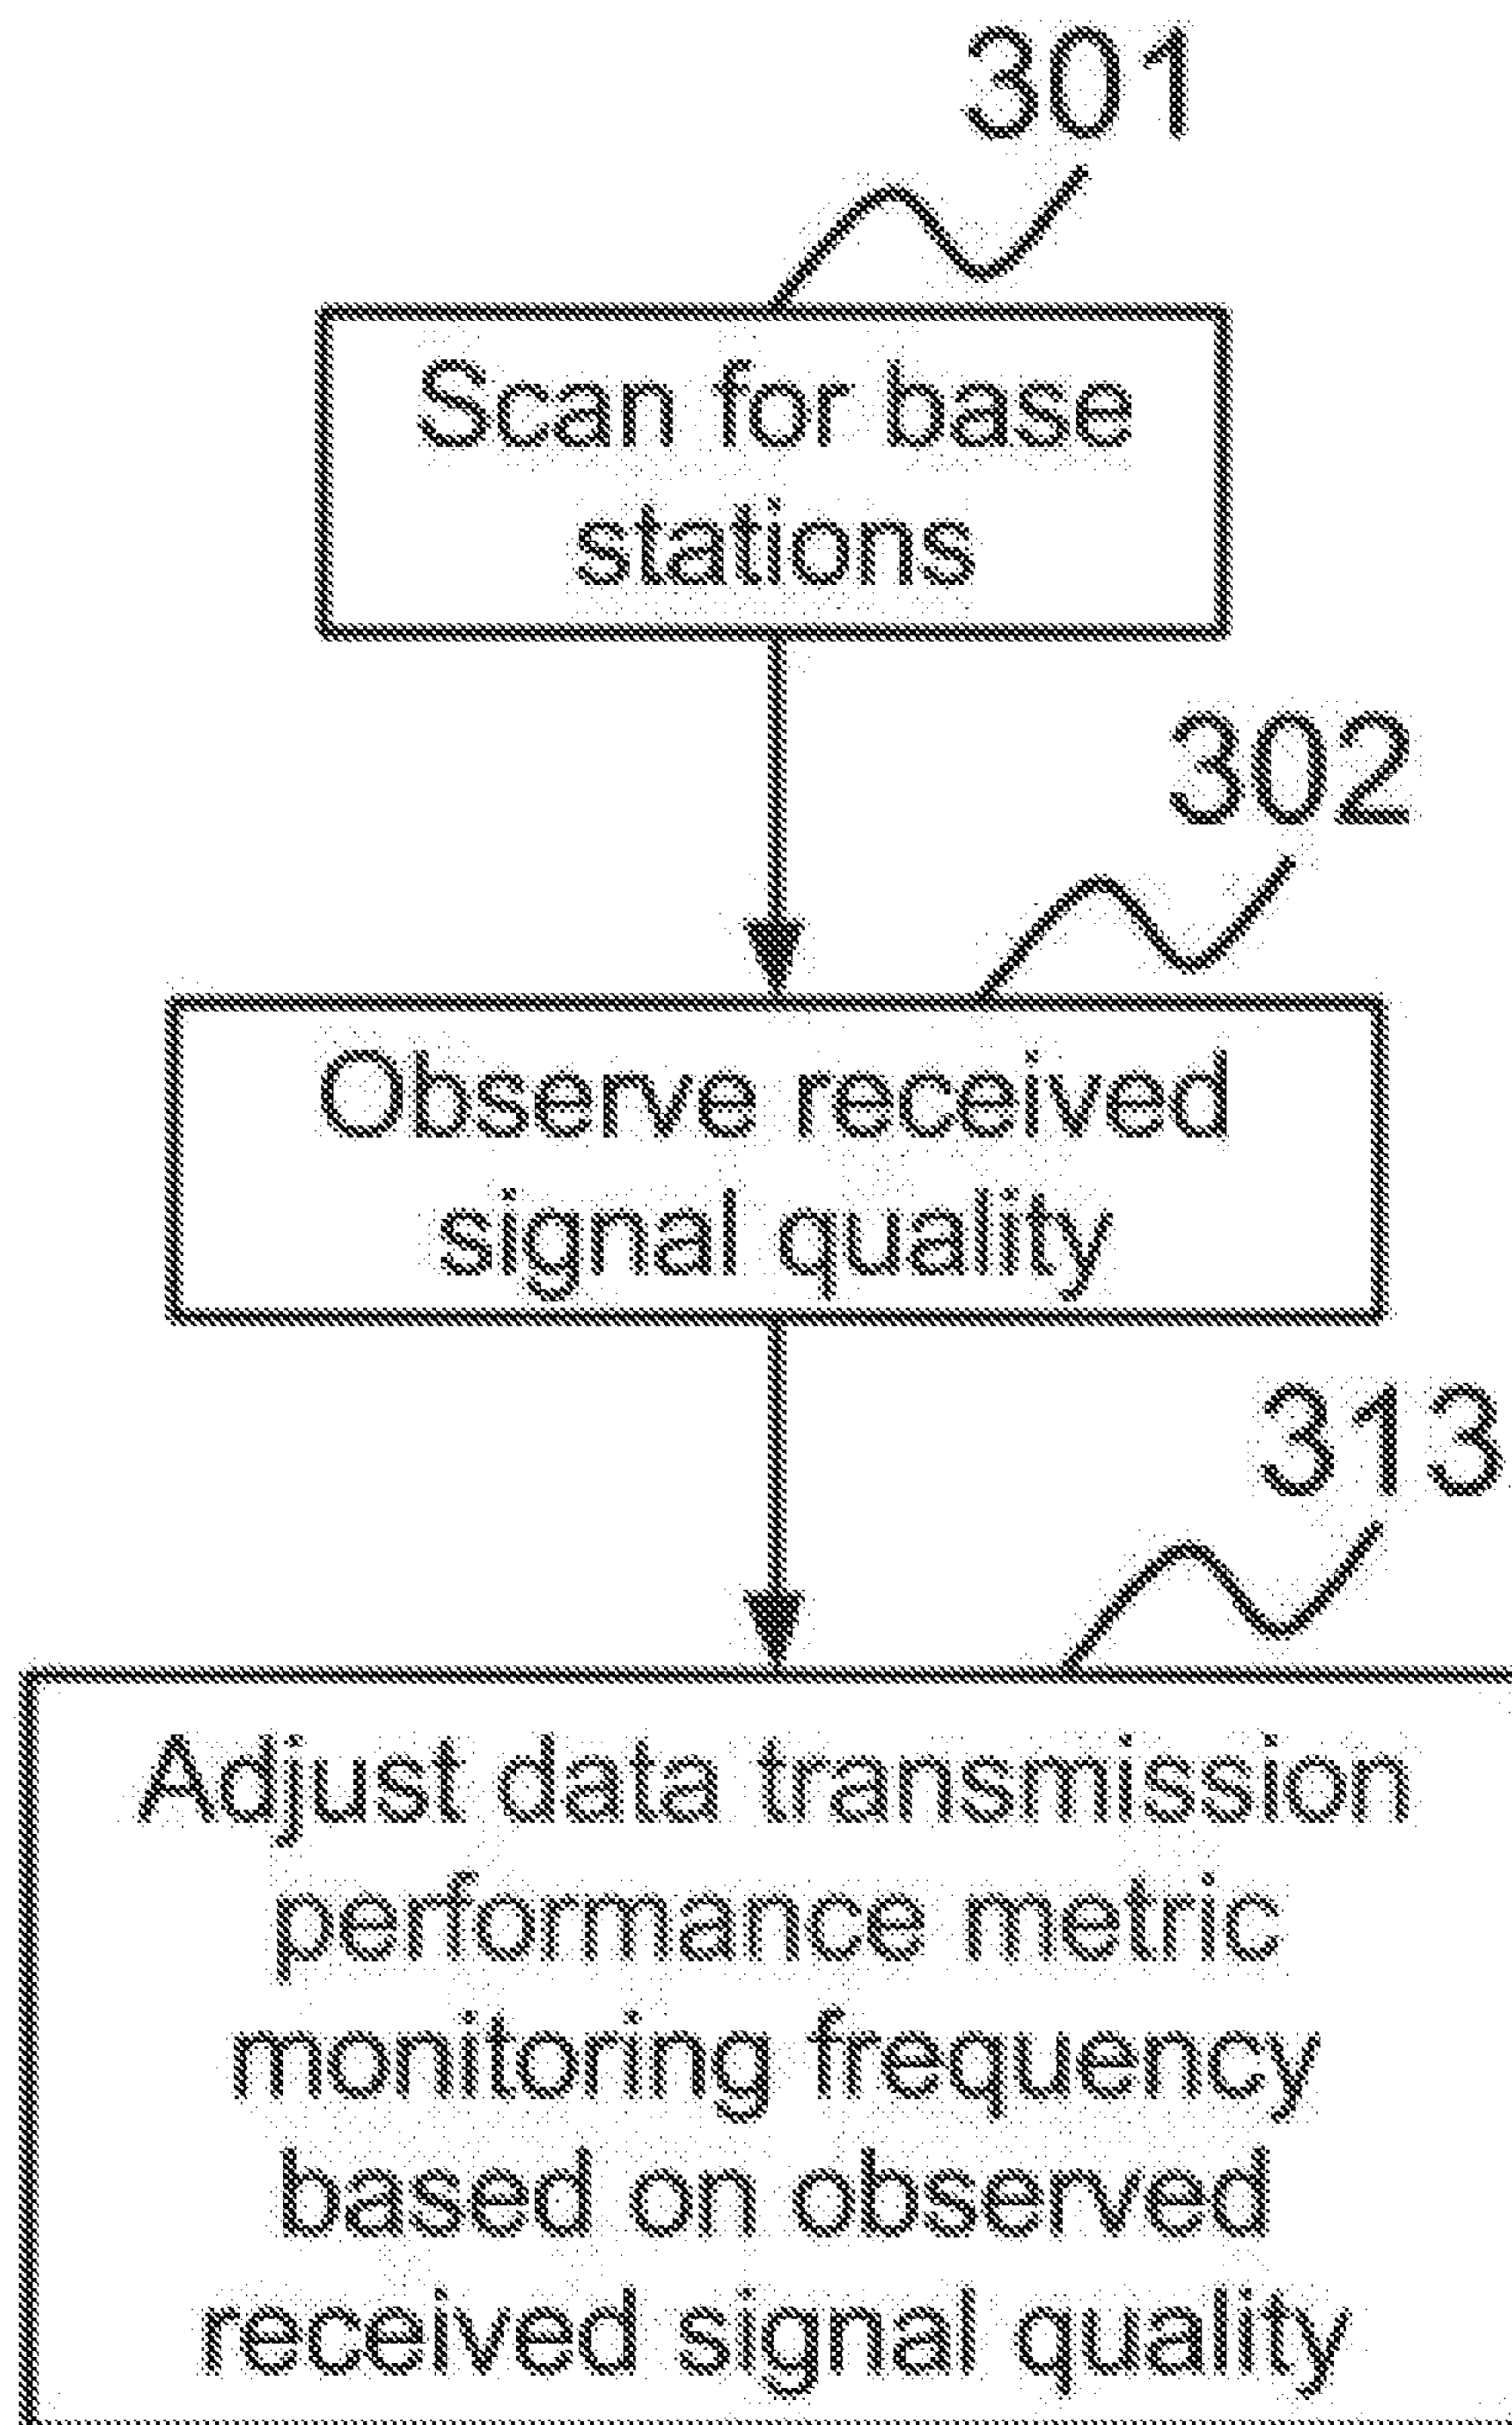 301
Scan for base
stations
302
Observe received
signal quality
313
Adjust data transmission
performance metric
monitoring frequency
based on observed
received signal quality